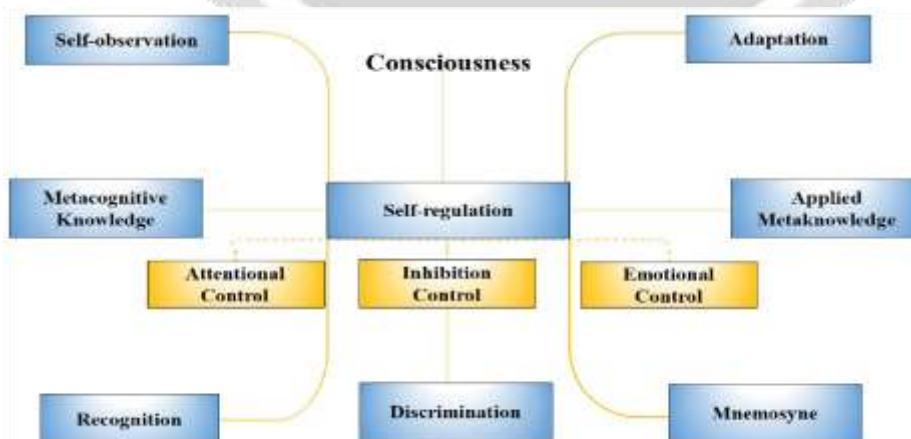 Self-observation
Adaptation
Consciousness
Metacognitive
Knowledge
Self-regulation
Applied
Metaknowledge
Attentional
Control
Inhibition
Control
Emotional
Control
Recognition
Discrimination
Mnemosyne